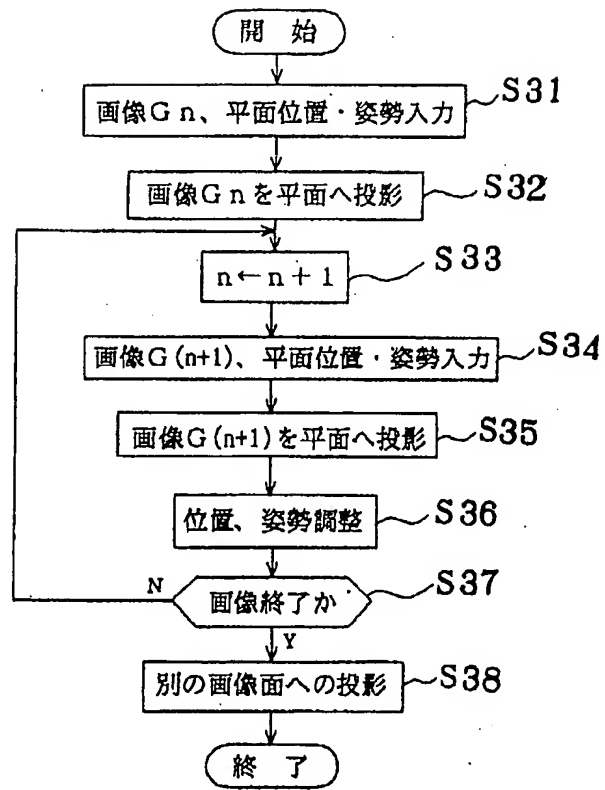 開 始
画像Gn、平面位置・姿勢入力 S31
画像Gnを平面へ投影 S32
n←n+1 S33
画像G(n+1)、平面位置・姿勢入力 S34
画像G(n+1)を平面へ投影 S35
位置、姿勢調整 S36
N 画像終了か S37
Y
別の画像面への投影 S38
終 了